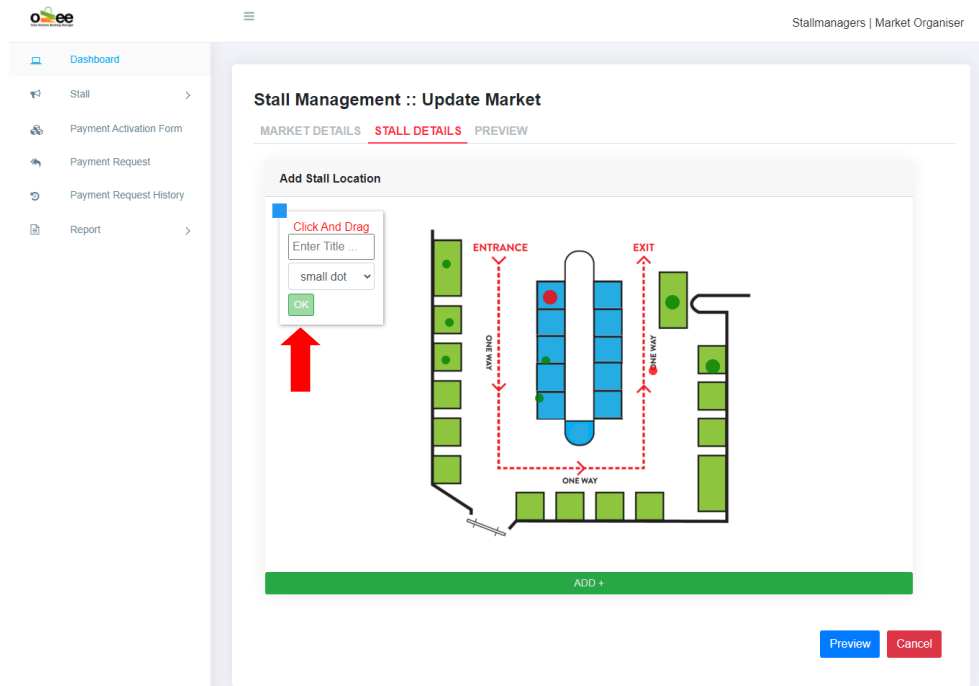 ozee
Stallmanagers | Market Organiser
Dashboard
Stall
Payment Activation Form
Payment Request
Payment Request History
Report
Stall Management :: Update Market
MARKET DETAILS STALL DETAILS PREVIEW
Add Stall Location
Click And Drag
Enter Title ...
small dot
OK
ENTRANCE
EXIT
ONE WAY
ONE WAY
ONE WAY
ADD +
Preview Cancel